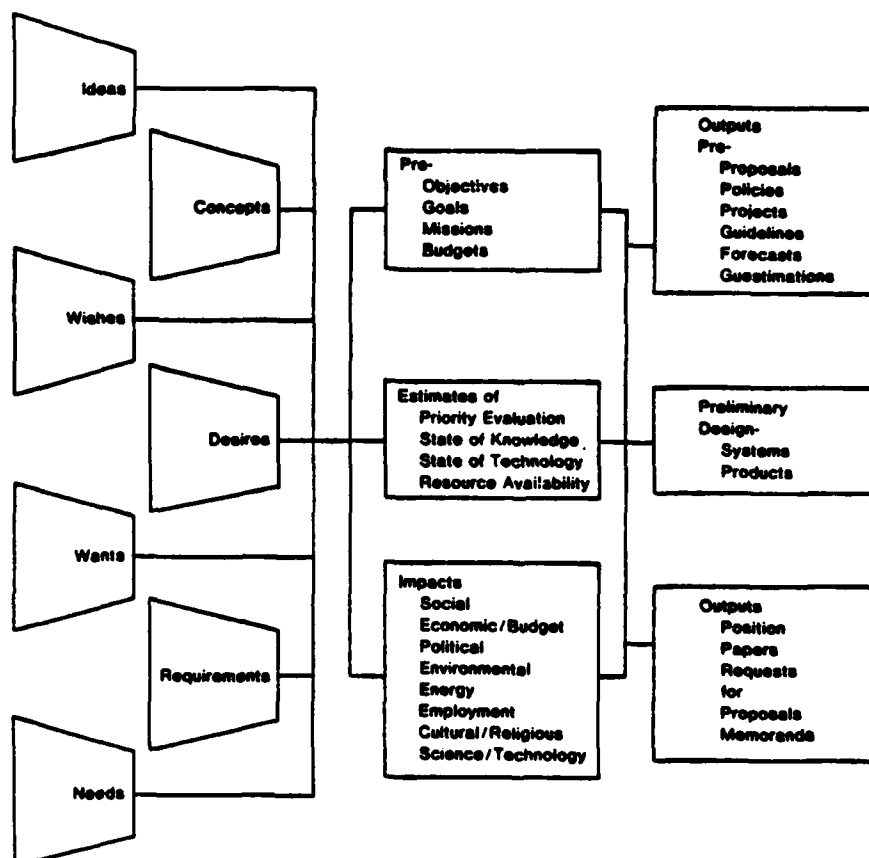 Ideas
Concepts
Wishes
Desires
Wants
Requirements
Needs
Pre-
Objectives
Goals
Missions
Budgets
Estimates of
Priority Evaluation
State of Knowledge
State of Technology
Resource Availability
Impacts
Social
Economic/Budget
Political
Environmental
Energy
Employment
Cultural/Religious
Science/Technology
Outputs
Pre-
Proposals
Policies
Projects
Guidelines
Forecasts
Guestimations
Preliminary
Design-
Systems
Products
Outputs
Position
Papers
Requests
for
Proposals
Memoranda